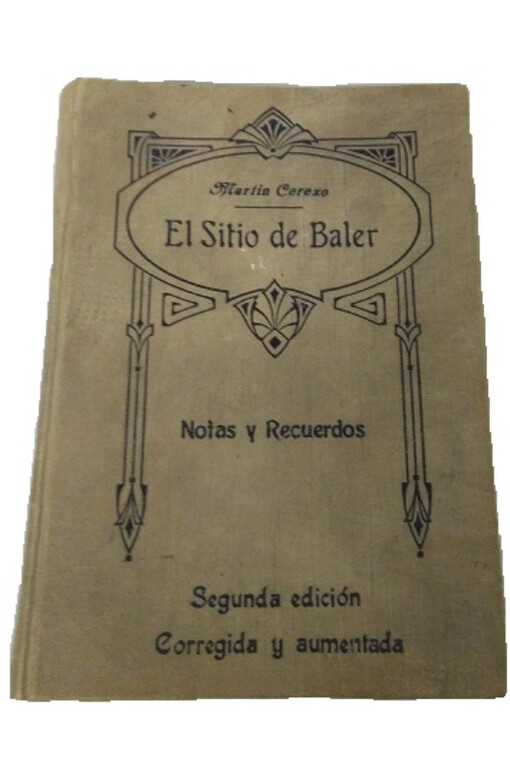 Martín Cerezo
El Sitio de Baler
Notas y Recuerdos
Segunda edición
Corregida y aumentada